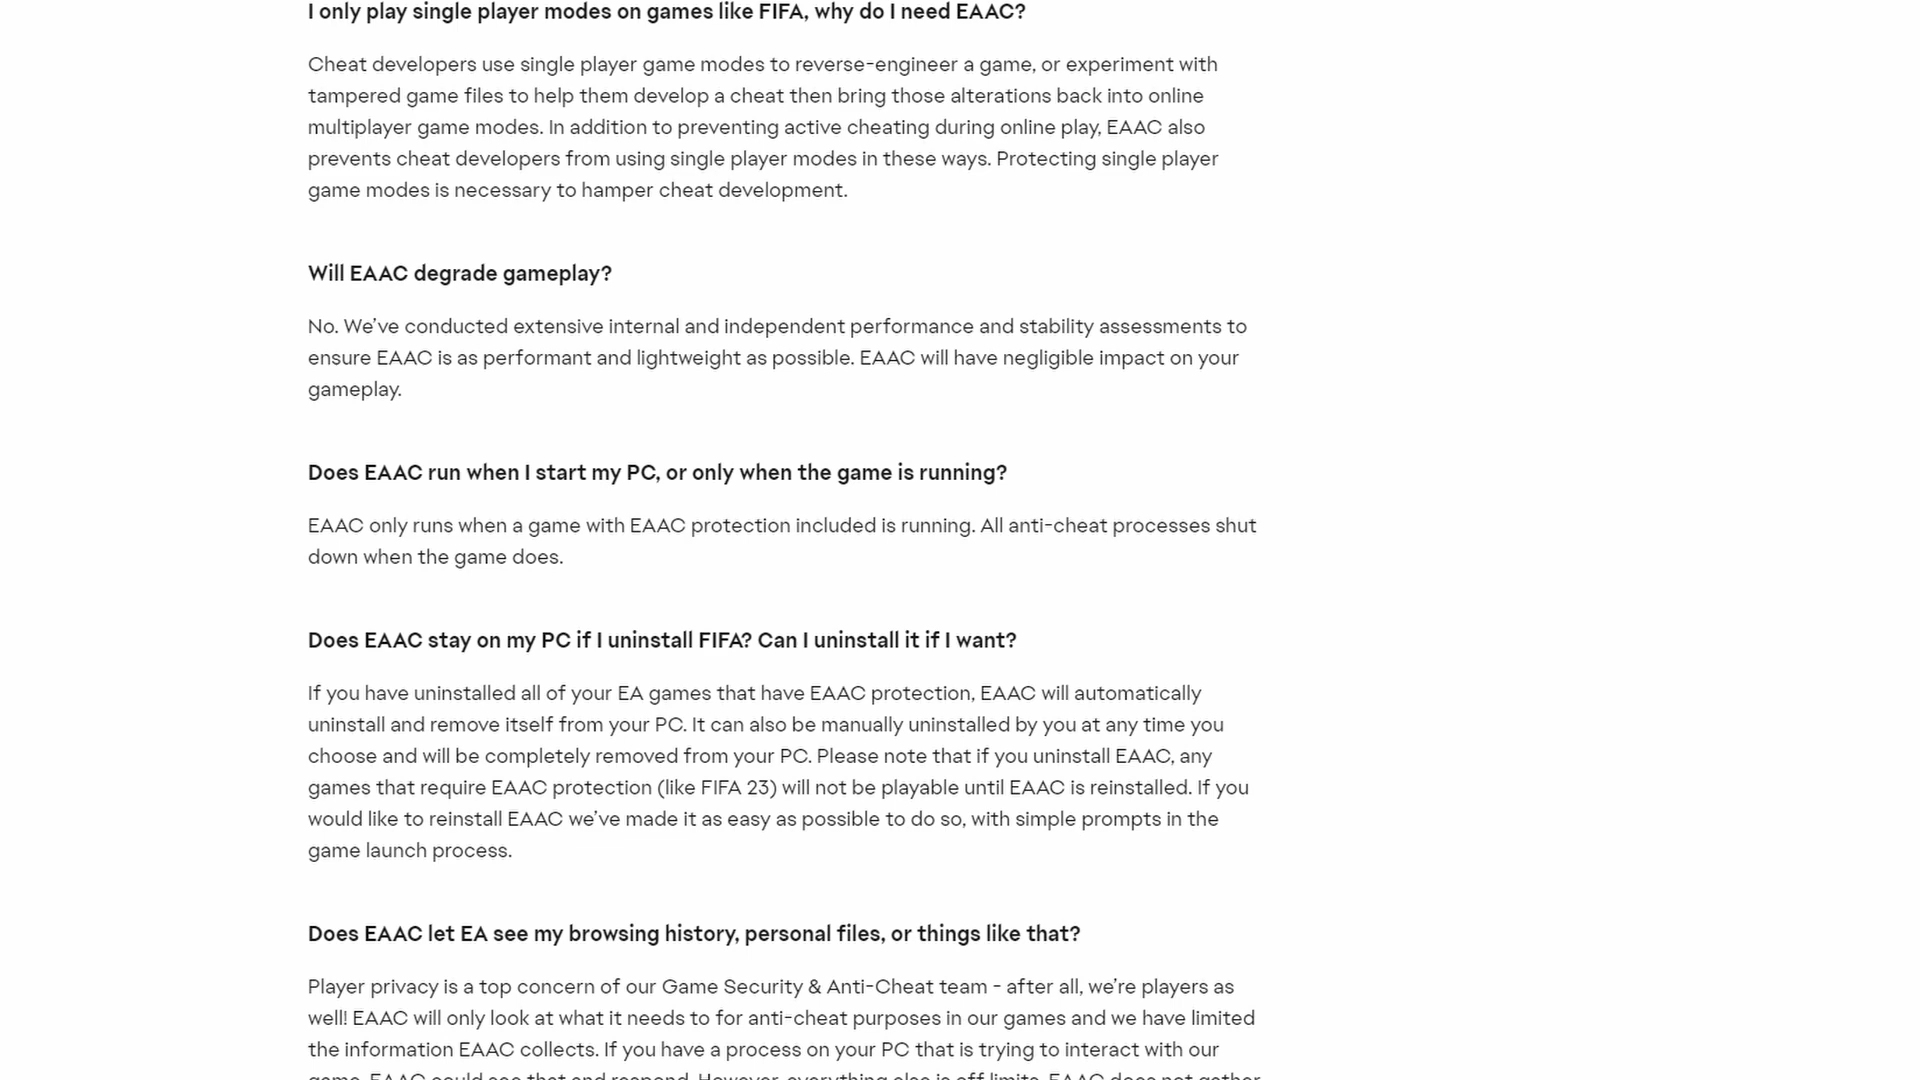 I only play single player modes on games like FIFA, why do I need EAAC?
Cheat developers use single player game modes to reverse-engineer a game, or experiment with
tampered game files to help them develop a cheat then bring those alterations back into online
multiplayer game modes. In addition to preventing active cheating during online play, EAAC also
prevents cheat developers from using single player modes in these ways. Protecting single player
game modes is necessary to hamper cheat development.
Will EAAC degrade gameplay?
No. We’ve conducted extensive internal and independent performance and stability assessments to
ensure EAAC is as performant and lightweight as possible. EAAC will have negligible impact on your
gameplay.
Does EAAC run when I start my PC, or only when the game is running?
EAAC only runs when a game with EAAC protection included is running. All anti-cheat processes shut
down when the game does.
Does EAAC stay on my PC if I uninstall FIFA? Can I uninstall it if I want?
If you have uninstalled all of your EA games that have EAAC protection, EAAC will automatically
uninstall and remove itself from your PC. It can also be manually uninstalled by you at any time you
choose and will be completely removed from your PC. Please note that if you uninstall EAAC, any
games that require EAAC protection (like FIFA 23) will not be playable until EAAC is reinstalled. If you
would like to reinstall EAAC we’ve made it as easy as possible to do so, with simple prompts in the
game launch process.
Does EAAC let EA see my browsing history, personal files, or things like that?
Player privacy is a top concern of our Game Security & Anti-Cheat team - after all, we’re players as
well! EAAC will only look at what it needs to for anti-cheat purposes in our games and we have limited
the information EAAC collects. If you have a process on your PC that is trying to interact with our
game, EAAC could see that and respond. However, everything else is off limits. EAAC does not gather